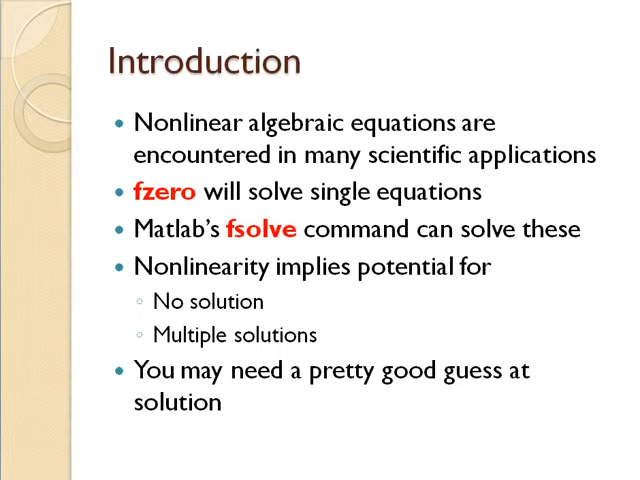 Introduction
• Nonlinear algebraic equations are
encountered in many scientific applications
• fzero will solve single equations
• Matlab's fsolve command can solve these
• Nonlinearity implies potential for
◦ No solution
◦ Multiple solutions
• You may need a pretty good guess at
solution